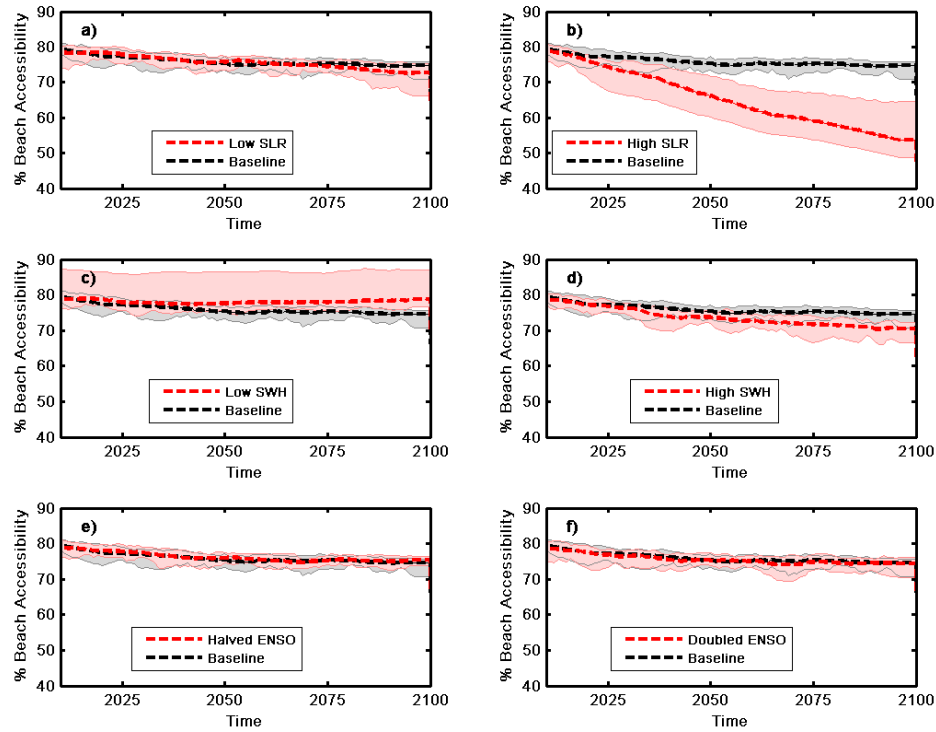 a)
% Beach Accessibility
90
80
70
60
50
40
Low SLR
Baseline
2025 2050 2075 2100
Time
b)
% Beach Accessibility
90
80
70
60
50
40
High SLR
Baseline
2025 2050 2075 2100
Time
c)
% Beach Accessibility
90
80
70
60
50
40
Low SWH
Baseline
2025 2050 2075 2100
Time
d)
% Beach Accessibility
90
80
70
60
50
40
High SWH
Baseline
2025 2050 2075 2100
Time
e)
% Beach Accessibility
90
80
70
60
50
40
Halved ENSO
Baseline
2025 2050 2075 2100
Time
f)
% Beach Accessibility
90
80
70
60
50
40
Doubled ENSO
Baseline
2025 2050 2075 2100
Time